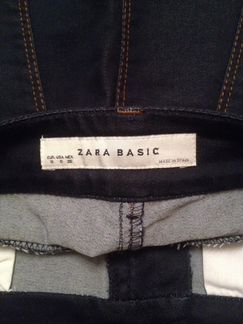 ZARA BASIC
EUR USA MEX
MADE IN SPAIN